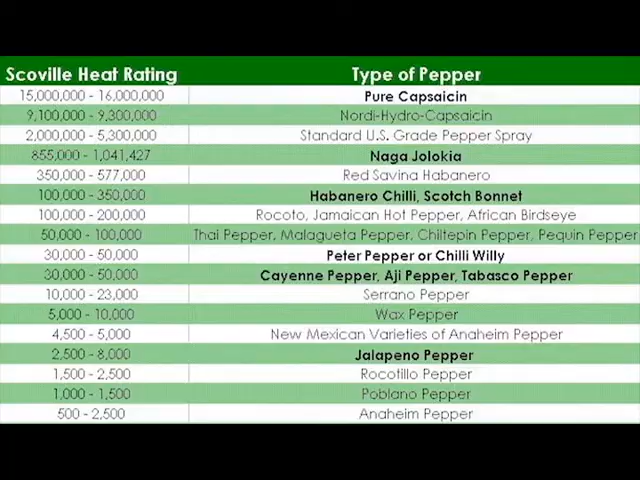 Scoville Heat Rating Type of Pepper
15,000,000 - 16,000,000 Pure Capsaicin
9,100,000 - 9,300,000 Nordi-Hydro-Capsaicin
2,000,000 - 5,300,000 Standard U.S. Grade Pepper Spray
855,000 - 1,041,427 Naga Jolokia
350,000 - 577,000 Red Savina Habanero
100,000 - 350,000 Habanero Chilli, Scotch Bonnet
100,000 - 200,000 Rocoto, Jamaican Hot Pepper, African Birdseye
50,000 - 100,000 Thai Pepper, Malagueta Pepper, Chiltepin Pepper, Pequin Pepper
30,000 - 50,000 Peter Pepper or Chilli Willy
30,000 - 50,000 Cayenne Pepper, Aji Pepper, Tabasco Pepper
10,000 - 23,000 Serrano Pepper
5,000 - 10,000 Wax Pepper
4,500 - 5,000 New Mexican Varieties of Anaheim Pepper
2,500 - 8,000 Jalapeno Pepper
1,500 - 2,500 Rocotillo Pepper
1,000 - 1,500 Poblano Pepper
500 - 2,500 Anaheim Pepper